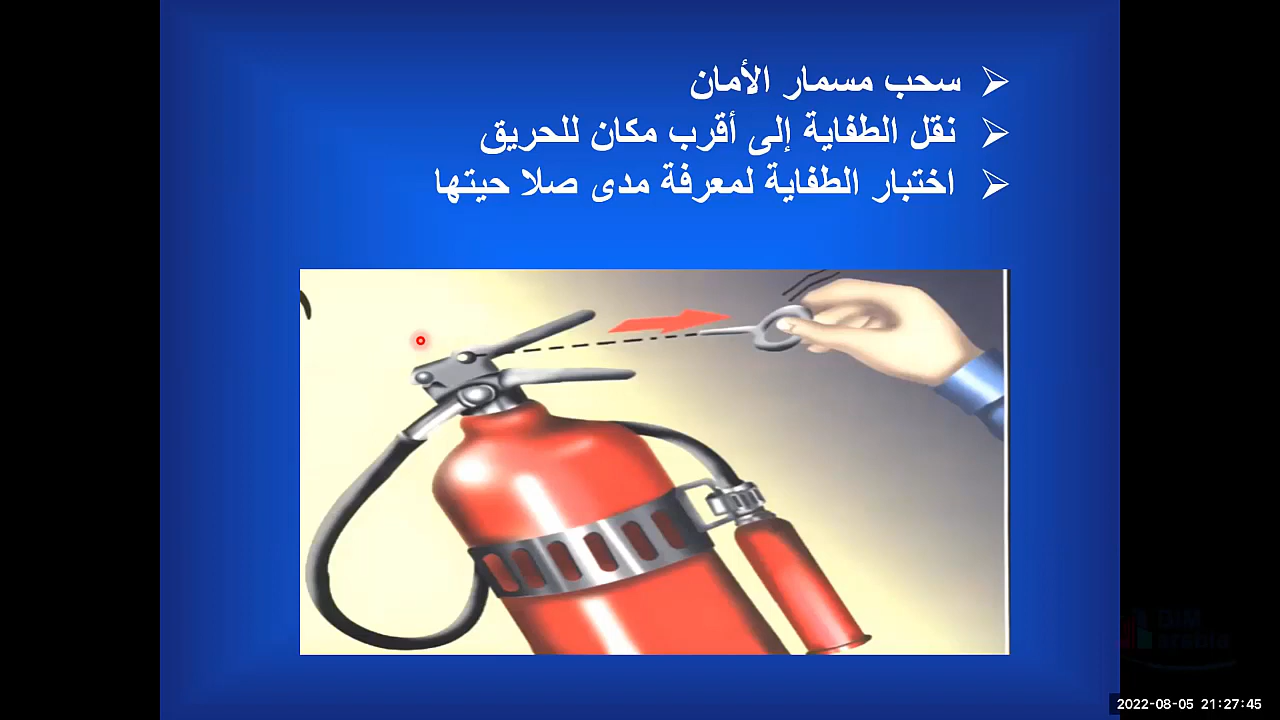 سحب مسمار الأمان
نقل الطفاية إلى أقرب مكان للحريق
اختبار الطفاية لمعرفة مدى صلا حيتها
2022-08-05 21:27:45